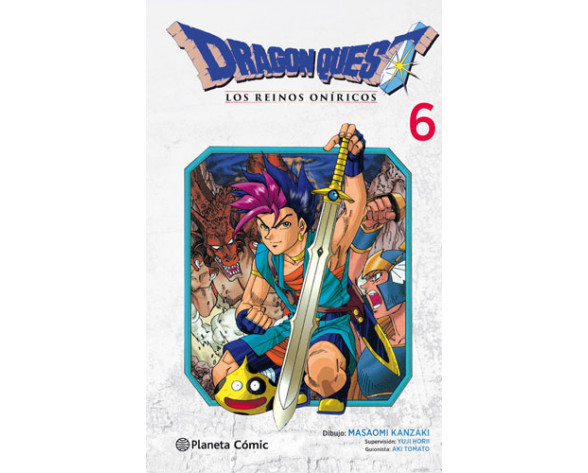 DRAGON QUEST
LOS REINOS ONÍRICOS
6
Dibujo: MASAOMI KANZAKI
Supervisión: YUJI HORII
Guionista: AKI TOMATO
Planeta Cómic